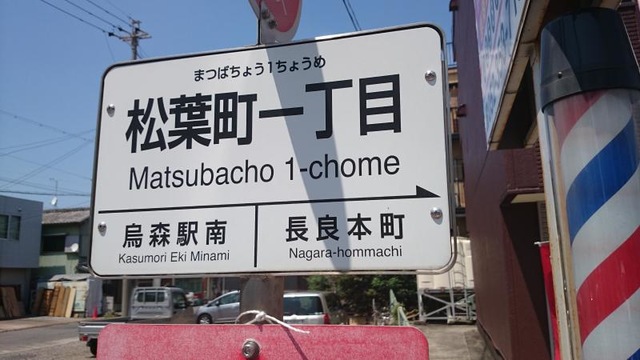 まつばちょう1ちょうめ
松葉町一丁目
Matsubacho 1-chome
烏森駅南 長良本町
Kasumori Eki Minami Nagara-hommachi